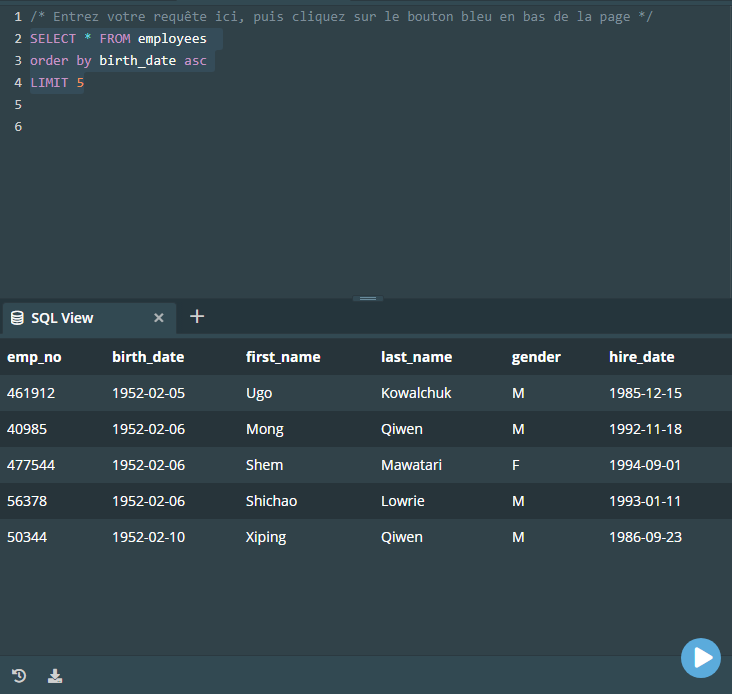 1 /* Entrez votre requête ici, puis cliquez sur le bouton bleu en bas de la page */
2 SELECT * FROM employees
3 order by birth_date asc
4 LIMIT 5
5
6
SQL View × +
emp_no birth_date first_name last_name gender hire_date
461912 1952-02-05 Ugo Kowalchuk M 1985-12-15
40985 1952-02-06 Mong Qiwen M 1992-11-18
477544 1952-02-06 Shem Mawatari F 1994-09-01
56378 1952-02-06 Shichao Lowrie M 1993-01-11
50344 1952-02-10 Xiping Qiwen M 1986-09-23